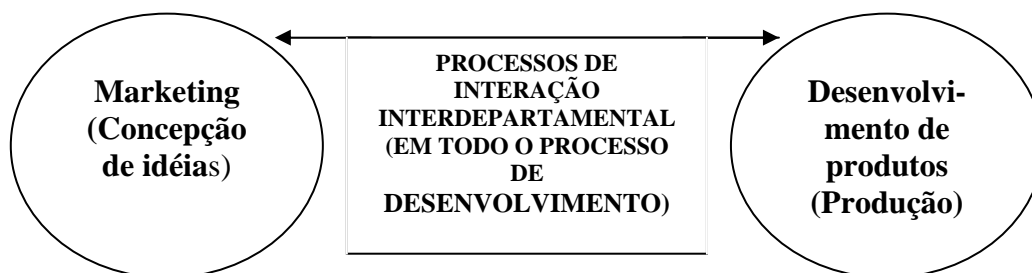 Marketing
(Concepção
de idéias)
PROCESSOS DE
INTERAÇÃO
INTERDEPARTAMENTAL
(EM TODO O PROCESSO
DE
DESENVOLVIMENTO)
Desenvolvi-
mento de
produtos
(Produção)